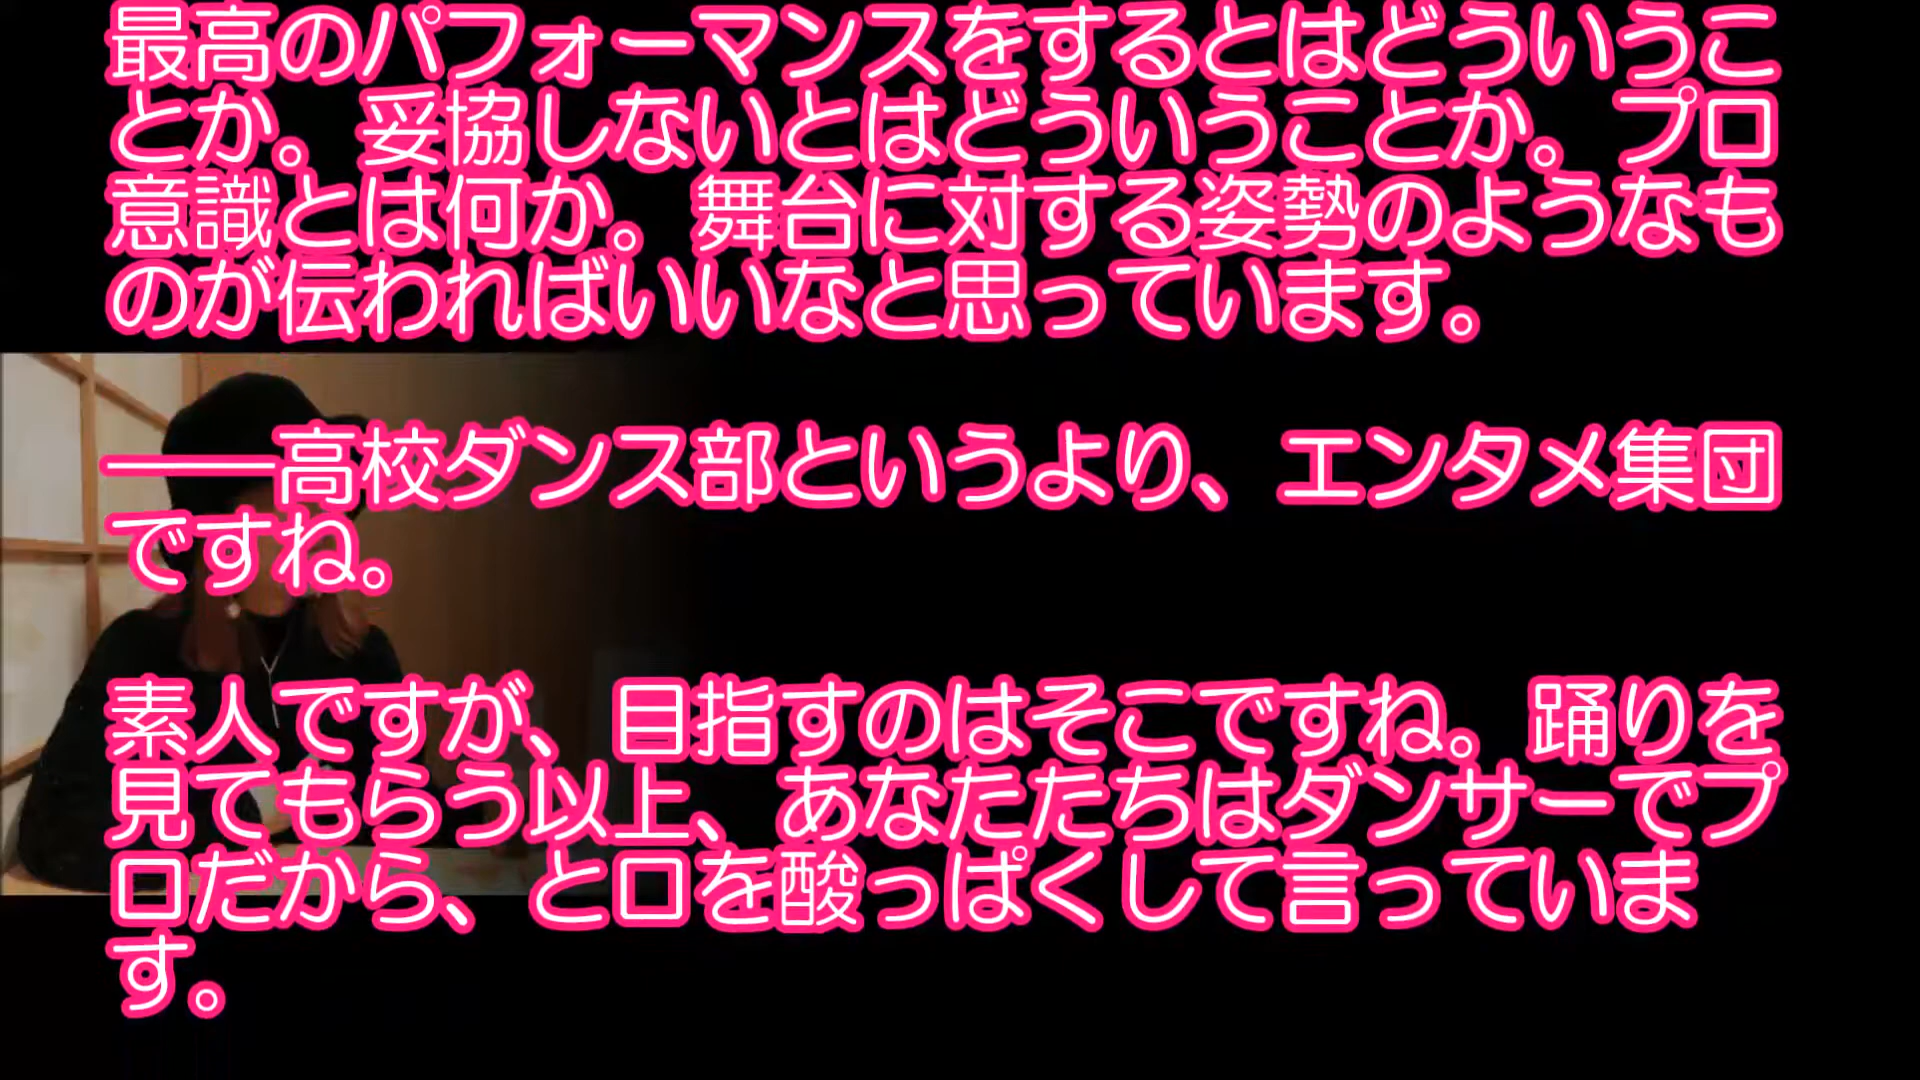 最高のパフォーマンスをするとはどういうこ
とか。妥協しないとはどういうことか。プロ
意識とは何か。舞台に対する姿勢のようなも
のが伝わればいいなと思っています。
──高校ダンス部というより、エンタメ集団
ですね。
素人ですが、目指すのはそこですね。踊りを
見てもらう以上、あなたたちはダンサーでプ
ロだから、と口を酸っぱくして言っていま
す。